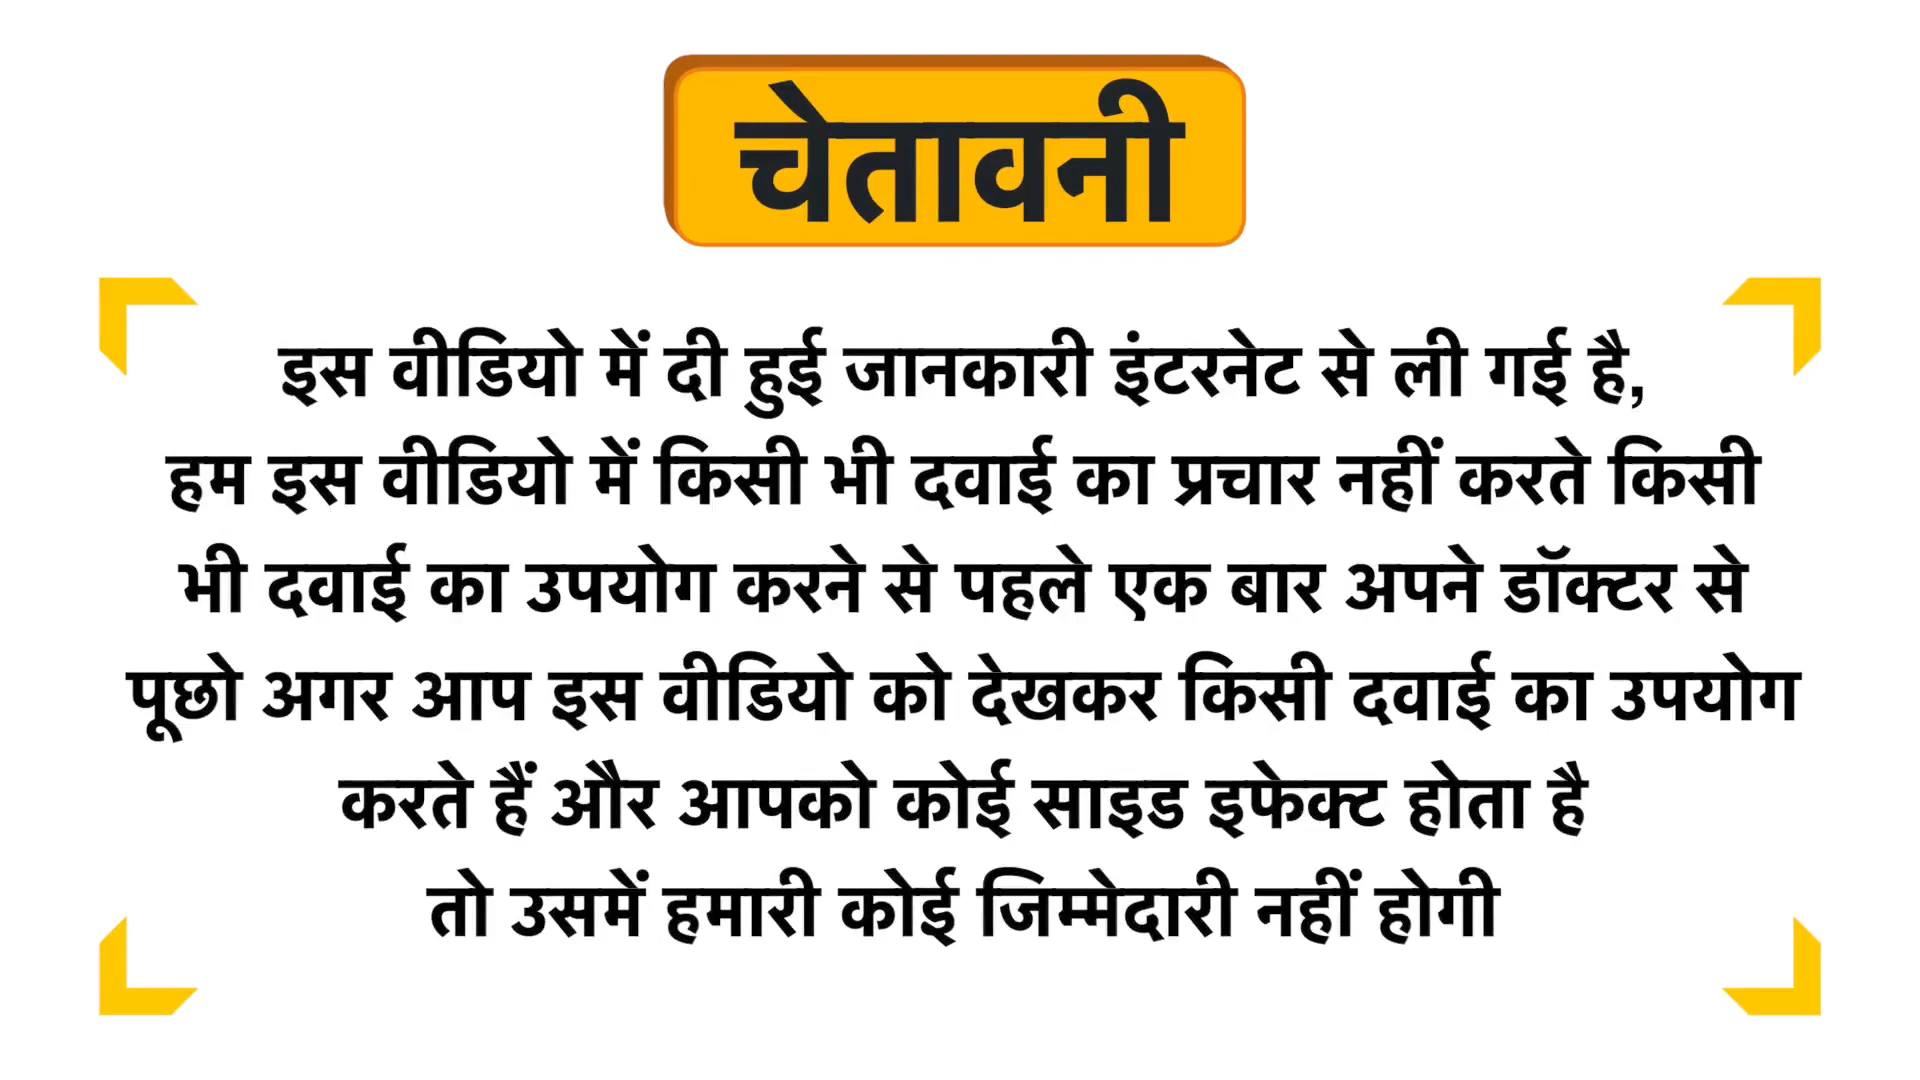 चेतावनी
इस वीडियो में दी हुई जानकारी इंटरनेट से ली गई है,
हम इस वीडियो में किसी भी दवाई का प्रचार नहीं करते किसी
भी दवाई का उपयोग करने से पहले एक बार अपने डॉक्टर से
पूछो अगर आप इस वीडियो को देखकर किसी दवाई का उपयोग
करते हैं और आपको कोई साइड इफेक्ट होता है
तो उसमें हमारी कोई जिम्मेदारी नहीं होगी